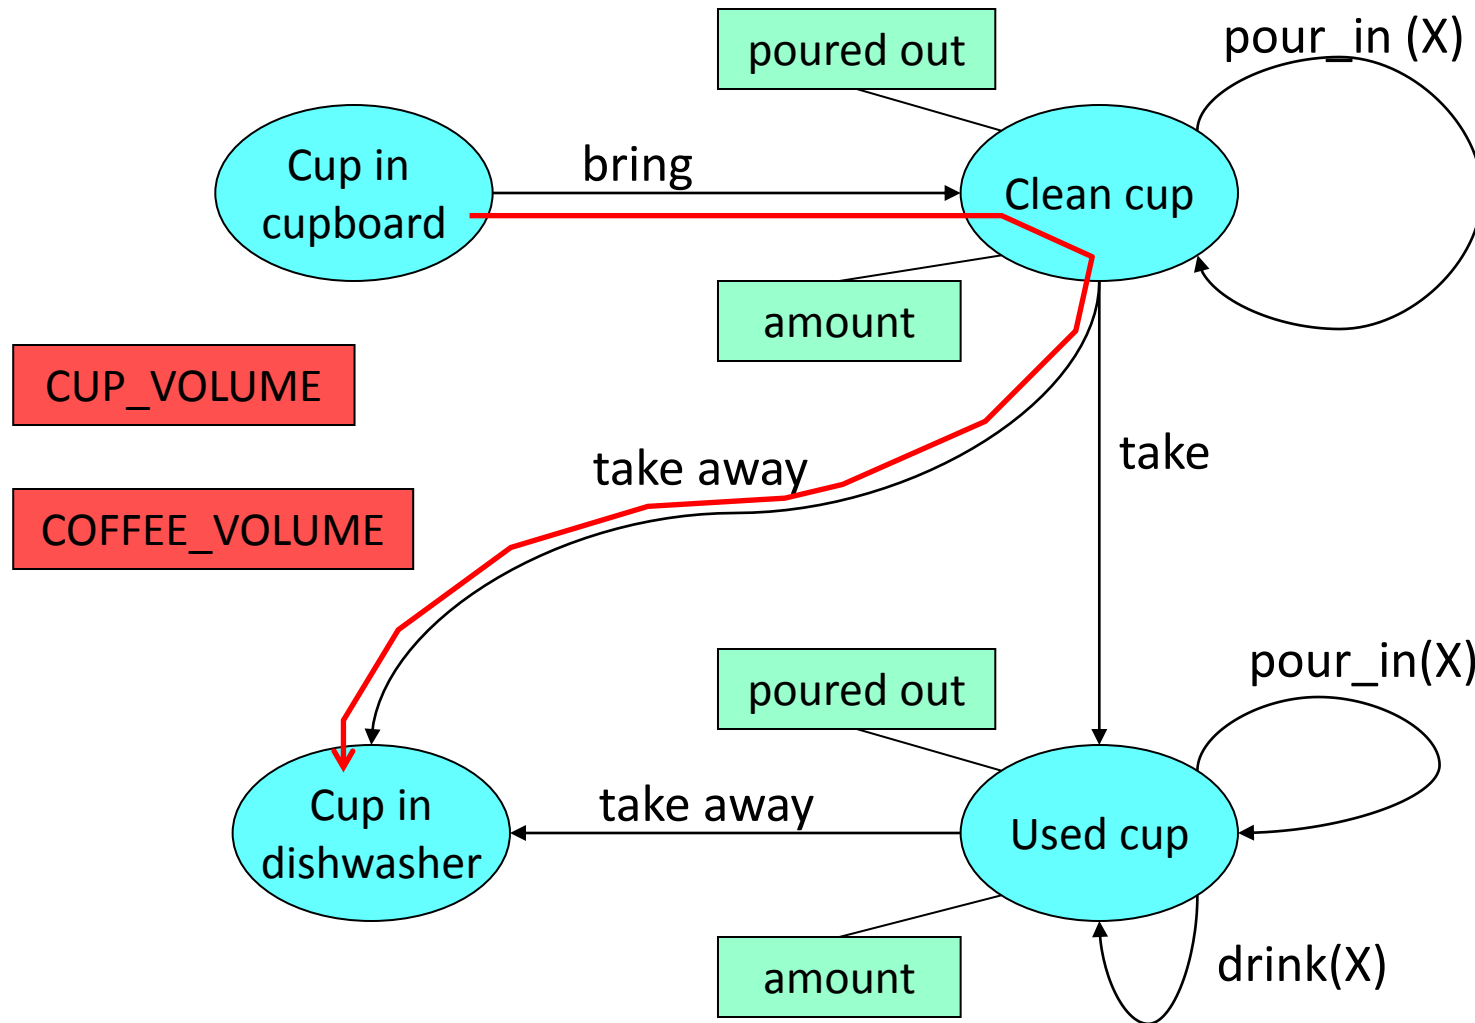 poured out
pour_in (X)
Cup in
cupboard
bring
Clean cup
amount
CUP_VOLUME
take away
take
COFFEE_VOLUME
poured out
pour_in(X)
Cup in
dishwasher
take away
Used cup
amount
drink(X)